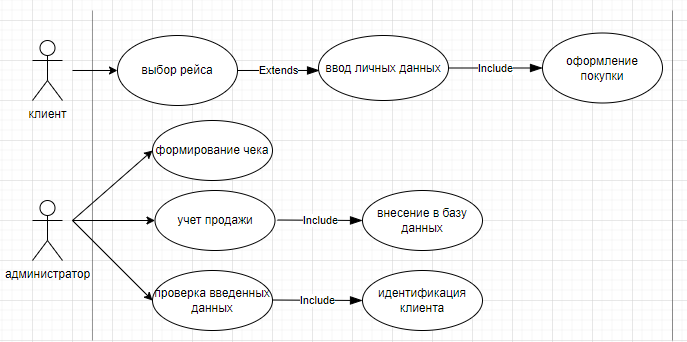 клиент
выбор рейса
Extends
ввод личных данных
Include
оформление
покупки
формирование чека
администратор
учет продажи
Include
внесение в базу
данных
проверка введенных
данных
Include
идентификация
клиента